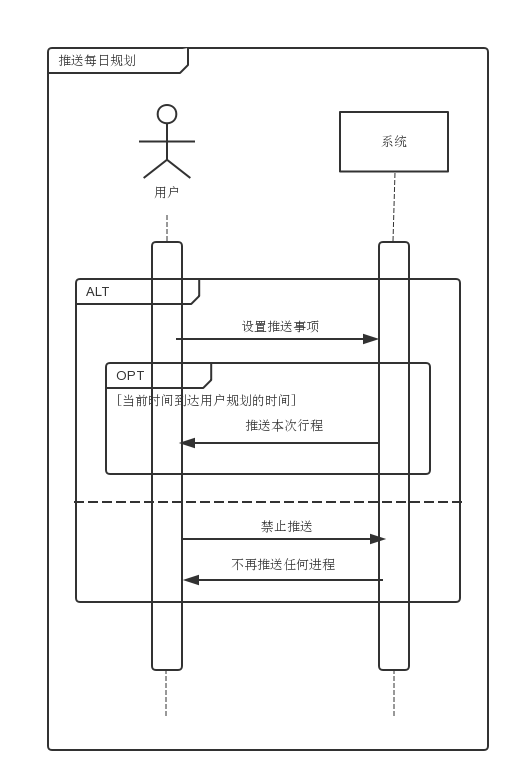 推送每日规划
用户
系统
ALT
设置推送事项
OPT
[当前时间到达用户规划的时间]
推送本次行程
禁止推送
不再推送任何进程